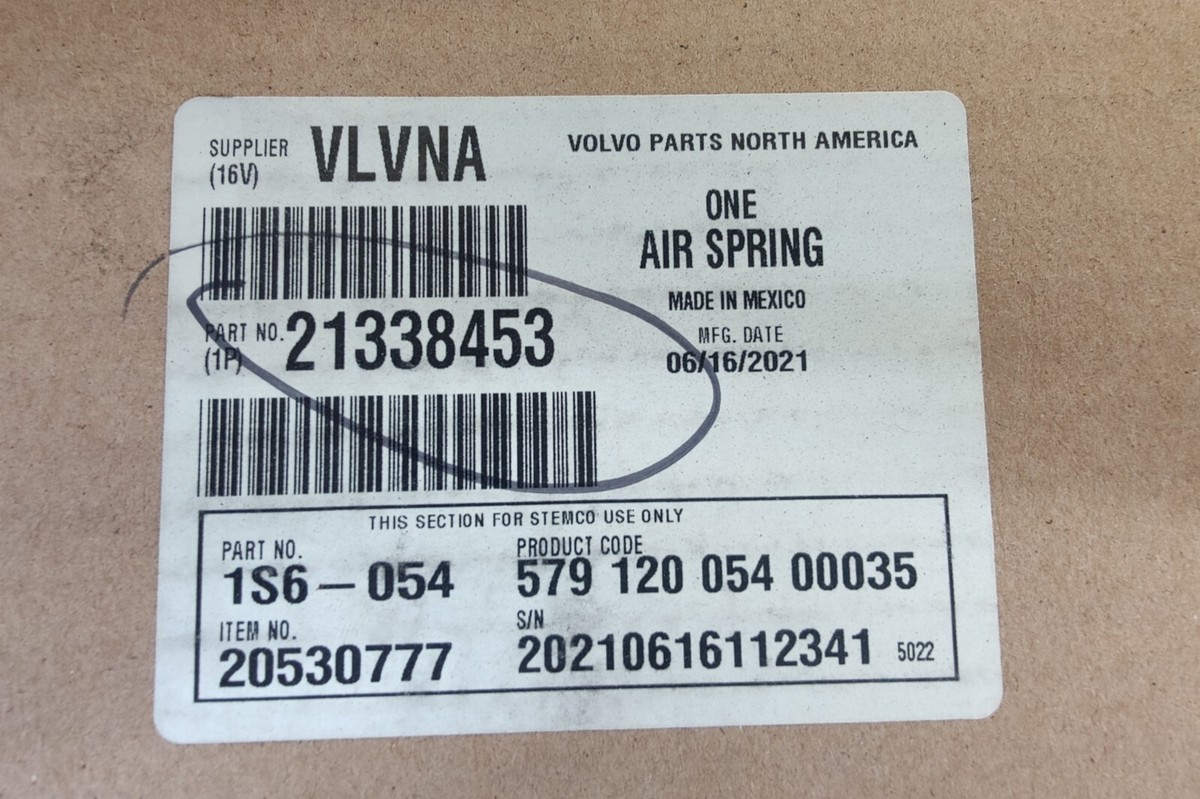 SUPPLIER
(16V)
VLVNA
VOLVO PARTS NORTH AMERICA
ONE
AIR SPRING
MADE IN MEXICO
MFG. DATE
06/16/2021
PART NO.
(1P)
21338453
THIS SECTION FOR STEMCO USE ONLY
PART NO.
1S6 – 054
PRODUCT CODE
579 120 054 00035
ITEM NO.
20530777
S/N
20210616112341 5022